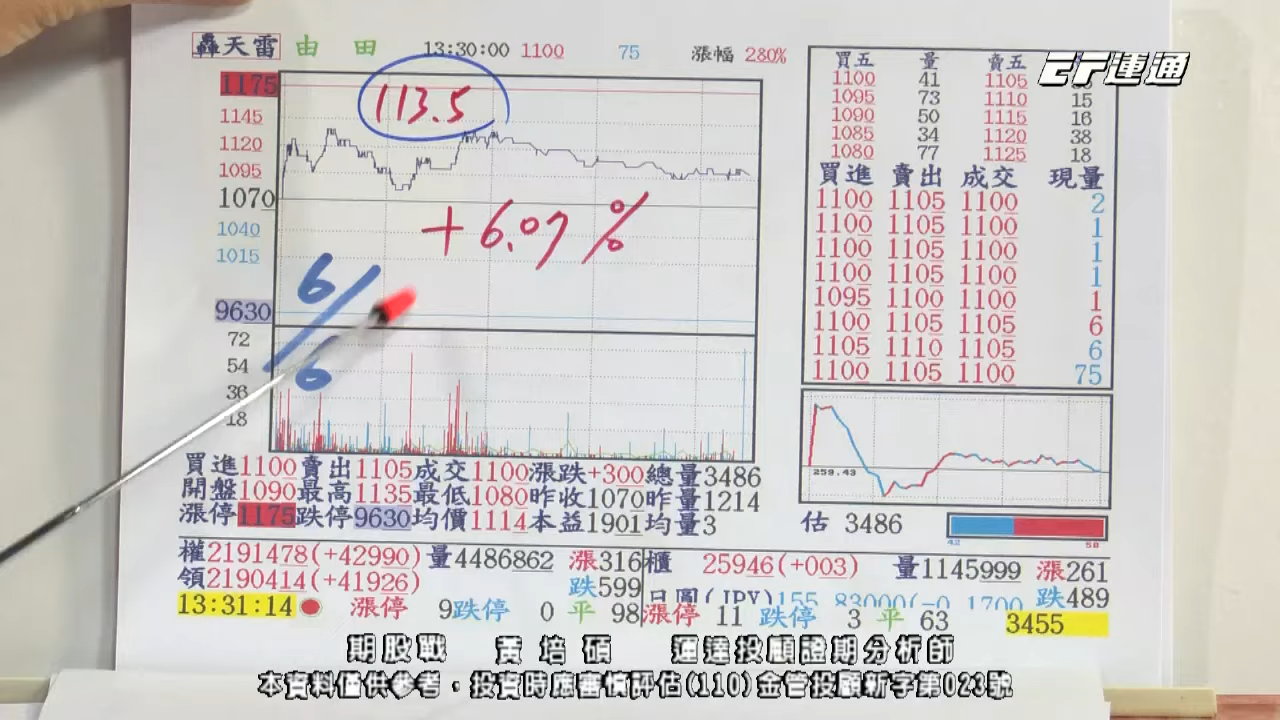 轟天雷 由田 13:30:00 1100 75 漲幅 280%
1175
1145
1120
1095
1070
1040
1015
9630
72
54
36
18
113.5
+6.07%
6/6
買五 量 賣五
1100 41 1105
1095 73 1110 15
1090 50 1115 16
1085 34 1120 38
1080 77 1125 18
買進 賣出 成交 現量
1100 1105 1100 2
1100 1105 1100 1
1100 1105 1100 1
1100 1105 1100 1
1095 1100 1100 1
1100 1105 1105 6
1105 1110 1105 6
1100 1105 1100 75
259.43
買進1100賣出1105成交1100漲跌+300總量3486
開盤1090最高1135最低1080昨收1070昨量1214
漲停1175跌停9630均價1114本益1901均量3
估 3486
42 58
權2191478(+42990)量4486862 漲316
領2190414(+41926) 跌599
13:31:14 漲停 9跌停 0平 98
櫃 25946(+003) 量1145999 漲261
跌489
漲停 11 跌停 3平 63
3455
運通
期股戰 黃培碩 運達投顧證期分析師
本資料僅供參考，投資時應審慎評估(110)金管投顧新字第023號